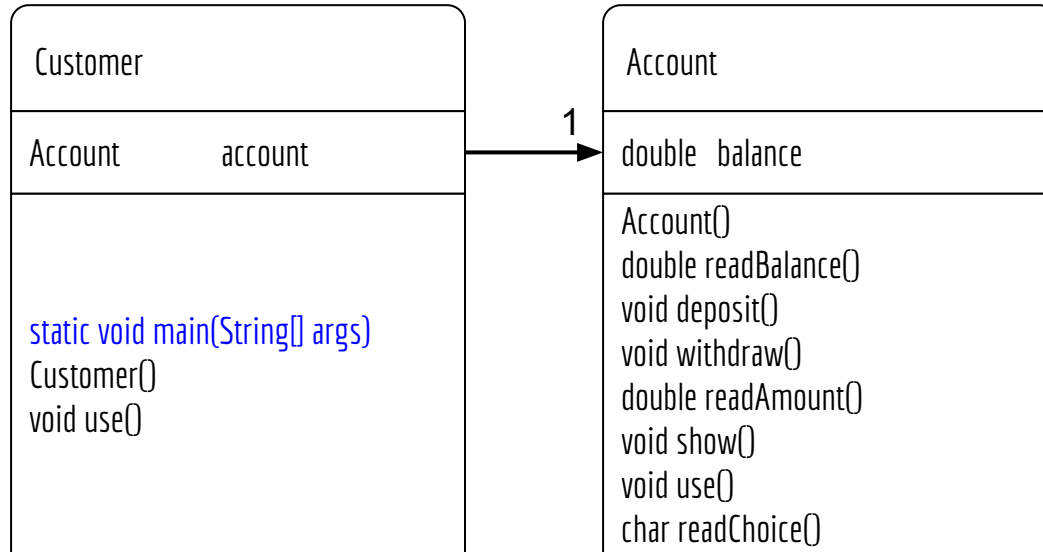 Customer
Account account
static void main(String[] args)
Customer()
void use()
1
Account
double balance
Account()
double readBalance()
void deposit()
void withdraw()
double readAmount()
void show()
void use()
char readChoice()